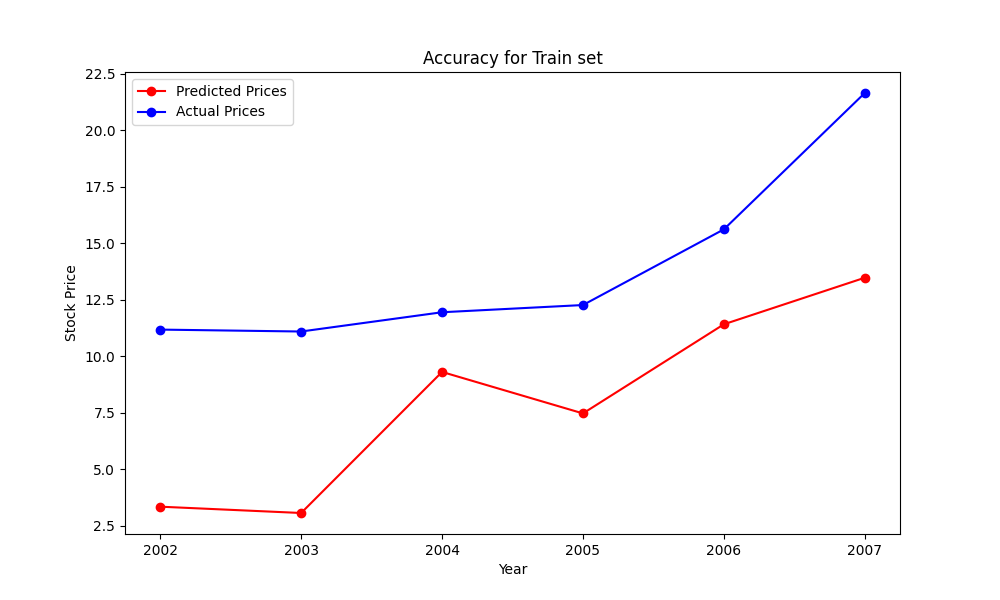 Accuracy for Train set
22.5
20.0
17.5
15.0
12.5
10.0
7.5
5.0
2.5
Stock Price
Predicted Prices
Actual Prices
2002 2003 2004 2005 2006 2007
Year